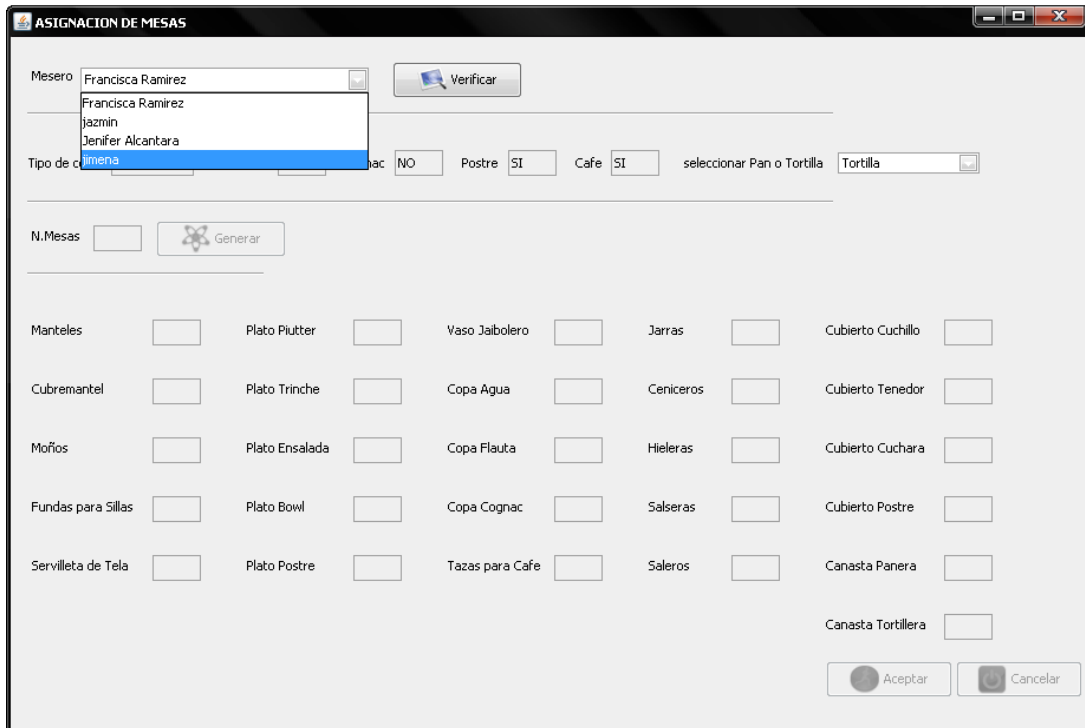 ASIGNACION DE MESAS
Mesero Francisca Ramirez Verificar
Francisca Ramirez
jazmin
Jenifer Alcantara
jimena
Tipo de NO Postre SI Cafe SI seleccionar Pan o Tortilla Tortilla
N.Mesas Generar
Manteles Plato Piutter Vaso Jaibolero Jarras Cubierto Cuchillo
Cubremantel Plato Trinche Copa Agua Ceniceros Cubierto Tenedor
Moños Plato Ensalada Copa Flauta Hieleras Cubierto Cuchara
Fundas para Sillas Plato Bowl Copa Cognac Salseras Cubierto Postre
Servilleta de Tela Plato Postre Tazas para Cafe Saleros Canasta Panera
Canasta Tortillera
Aceptar Cancelar